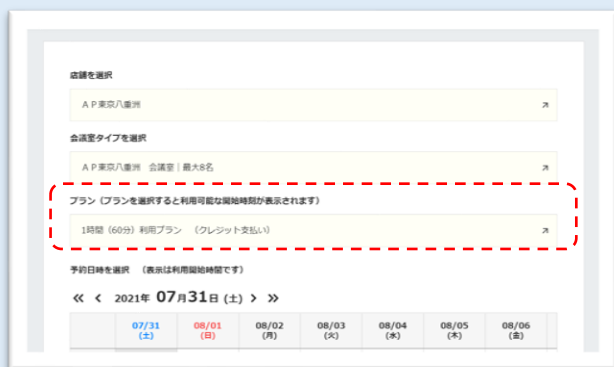 店舗を選択
ＡＰ東京八重洲
会議室タイプを選択
ＡＰ東京八重洲 会議室｜最大8名
プラン（プランを選択すると利用可能な開始時刻が表示されます）
1時間（60分）利用プラン （クレジット支払い）
予約日時を選択 （表示は利用開始時間です）
≪ ＜ 2021年 07月31日 (土) ＞ ≫
07/31 08/01 08/02 08/03 08/04 08/05 08/06
(土) (日) (月) (火) (水) (木) (金)